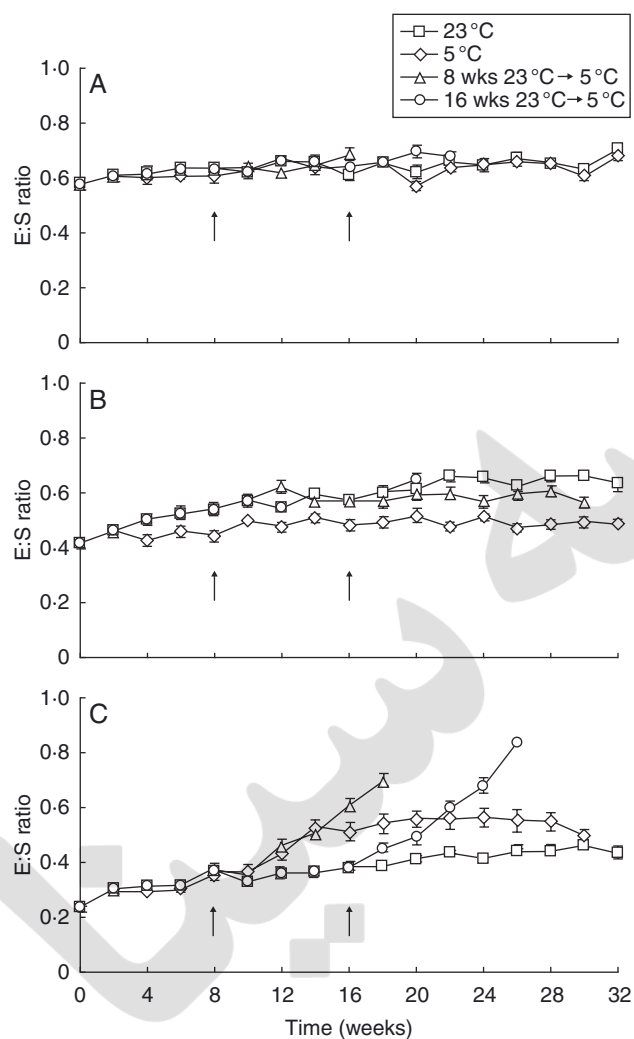 23 °C
5 °C
8 wks 23 °C → 5 °C
16 wks 23 °C → 5 °C
A
1·0
0·8
0·6
0·4
0·2
0
E:S ratio
B
1·0
0·8
0·6
0·4
0·2
0
E:S ratio
C
1·0
0·8
0·6
0·4
0·2
0
E:S ratio
0 4 8 12 16 20 24 28 32
Time (weeks)